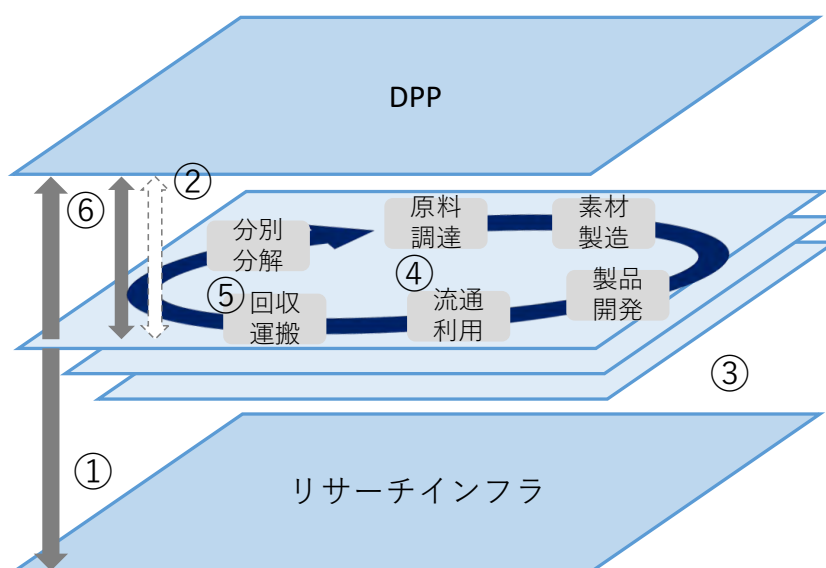 DPP
②
⑥
原料
調達
素材
製造
分別
分解
④
⑤
回収
運搬
流通
利用
製品
開発
③
①
リサーチインフラ